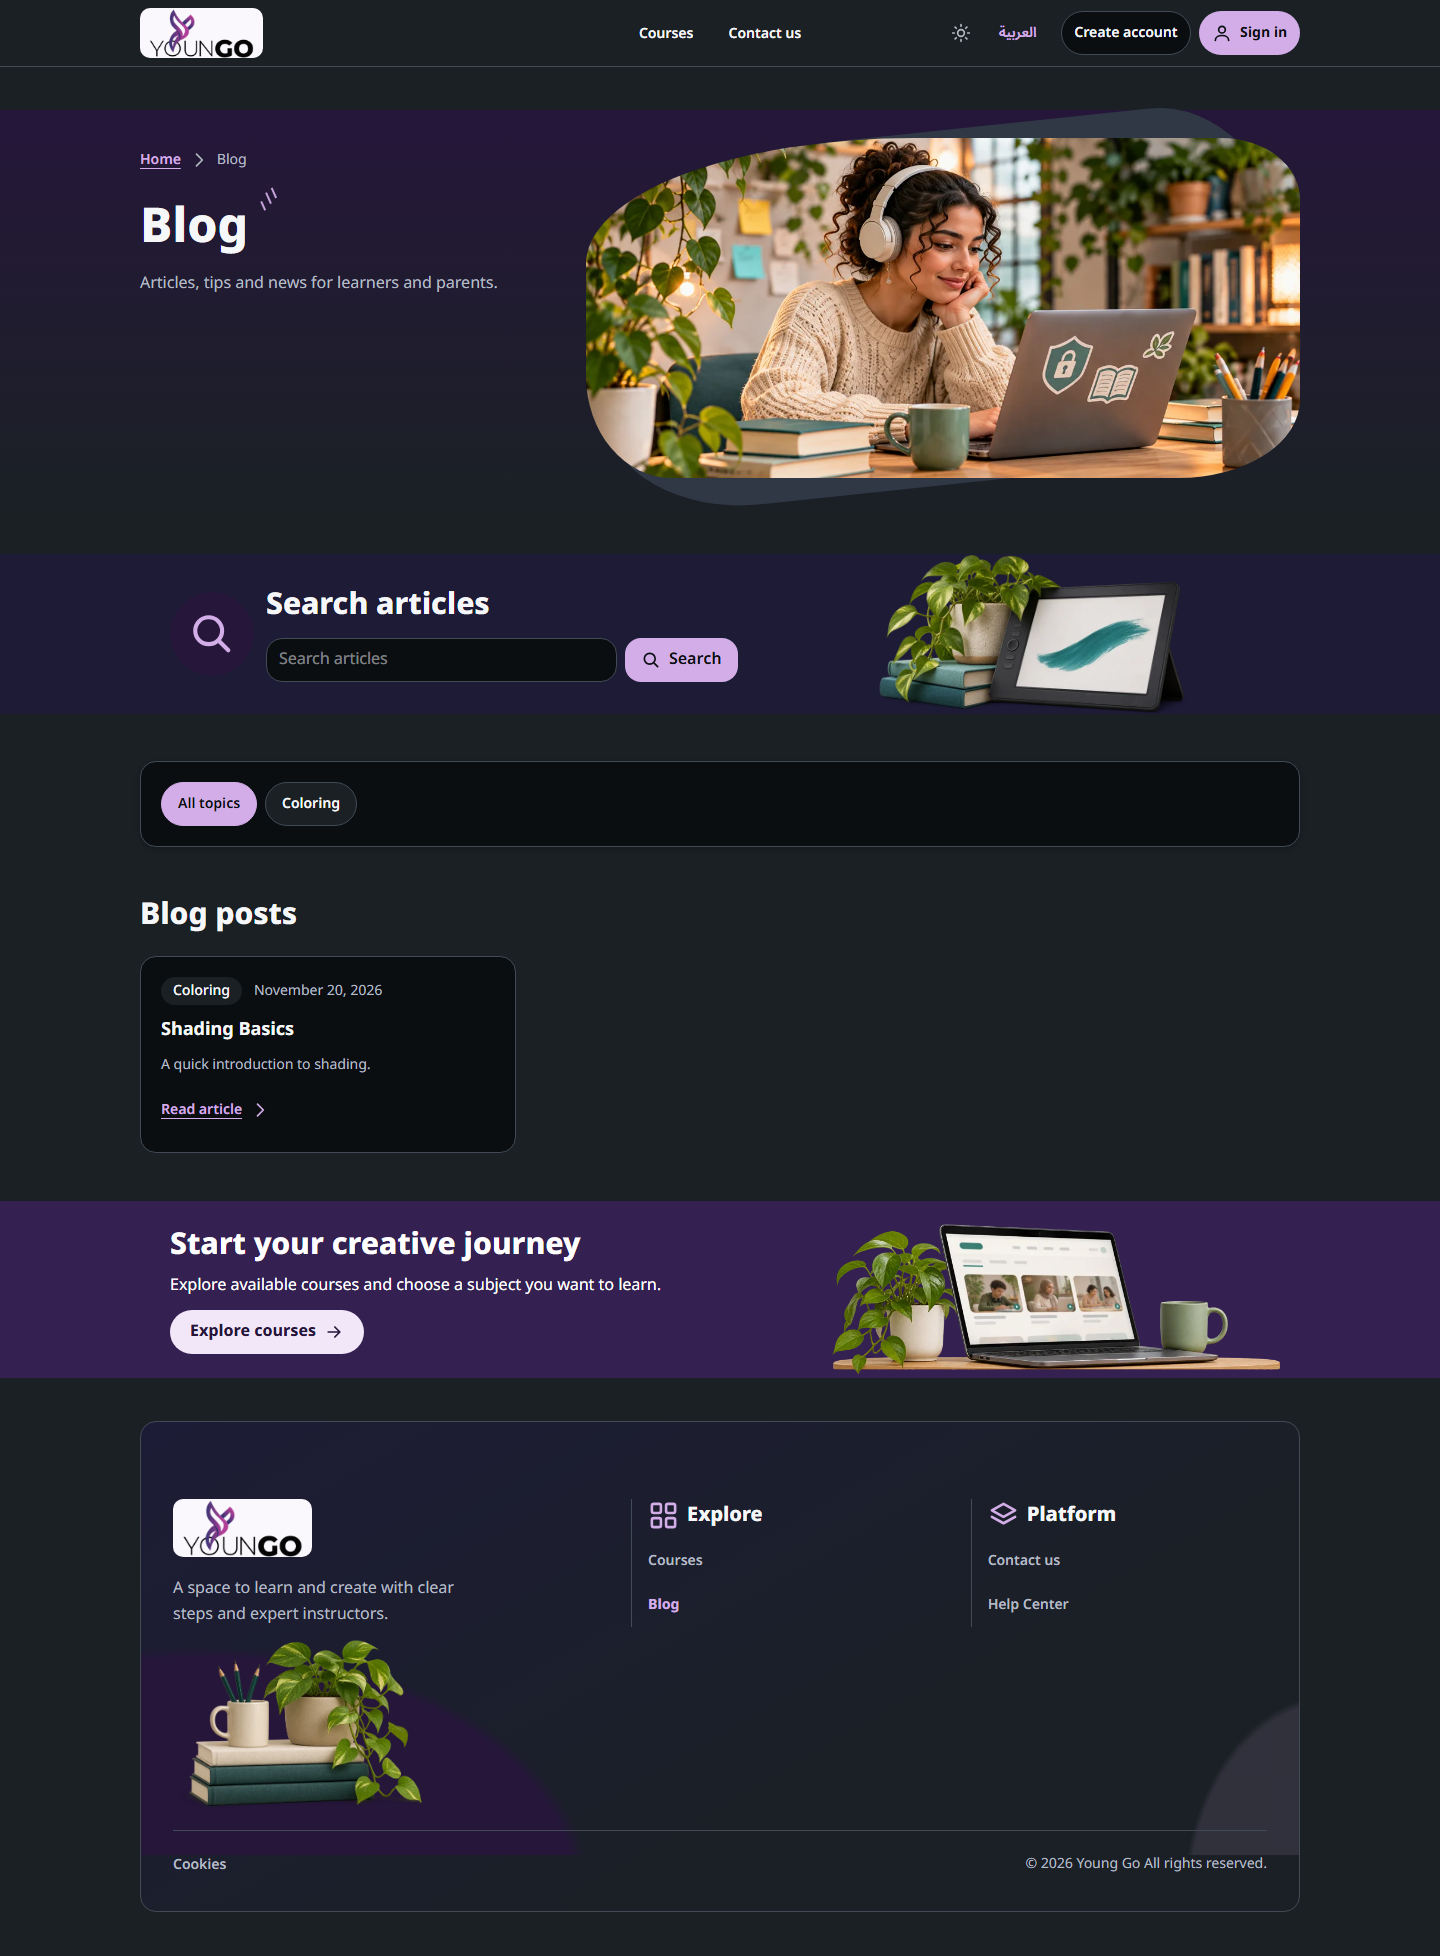 YOUNGO
Courses
Contact us
العربية
Create account
Sign in
Home
Blog
Blog
Articles, tips and news for learners and parents.
Search articles
Search articles
Search
All topics
Coloring
Blog posts
Coloring
November 20, 2026
Shading Basics
A quick introduction to shading.
Read article
Start your creative journey
Explore available courses and choose a subject you want to learn.
Explore courses
YOUNGO
A space to learn and create with clear
steps and expert instructors.
Explore
Courses
Blog
Platform
Contact us
Help Center
Cookies
© 2026 Young Go All rights reserved.